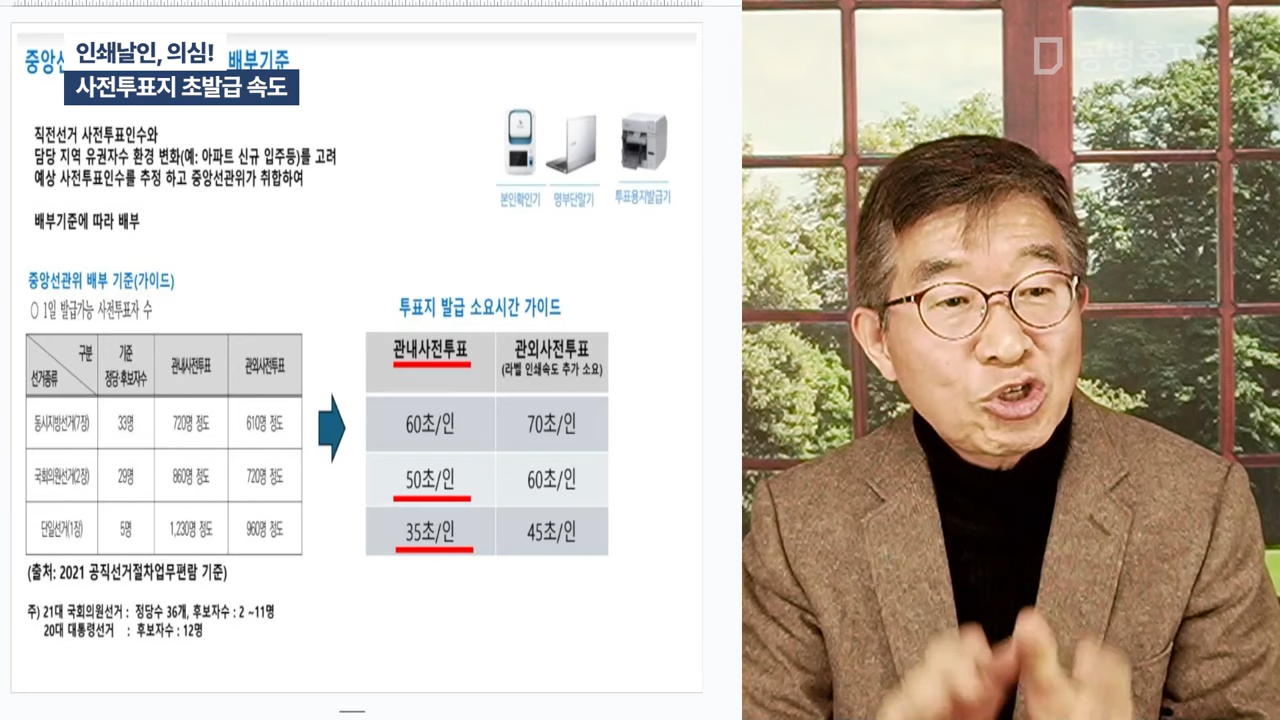 인쇄날인, 의심!
사전투표지 초발급 속도
중앙선
배부기준
공병호TV
직전선거 사전투표인수와
담당 지역 유권자수 환경 변화(예: 아파트 신규 입주등)를 고려
예상 사전투표인수를 추정 하고 중앙선관위가 취합하여
배부기준에 따라 배부
본인확인기 명부단말기 투표용지발급기
중앙선관위 배부 기준(가이드)
○ 1일 발급가능 사전투표자 수
구분
선거종류
기준
정당·후보자수
관내사전투표
관외사전투표
동시지방선거(7장) 33명 720명 정도 610명 정도
국회의원선거(2장) 29명 860명 정도 720명 정도
단일선거(1장) 5명 1,230명 정도 960명 정도
(출처: 2021 공직선거절차업무편람 기준)
주) 21대 국회의원선거 : 정당수 36개, 후보자수 : 2 ~11명
20대 대통령선거 : 후보자수 : 12명
투표지 발급 소요시간 가이드
관내사전투표 관외사전투표
(라벨 인쇄속도 추가 소요)
60초/인 70초/인
50초/인 60초/인
35초/인 45초/인